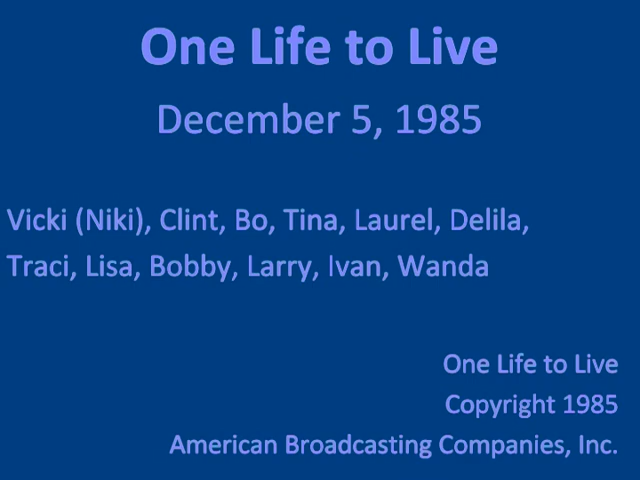 One Life to Live
December 5, 1985
Vicki (Niki), Clint, Bo, Tina, Laurel, Delila,
Traci, Lisa, Bobby, Larry, Ivan, Wanda
One Life to Live
Copyright 1985
American Broadcasting Companies, Inc.